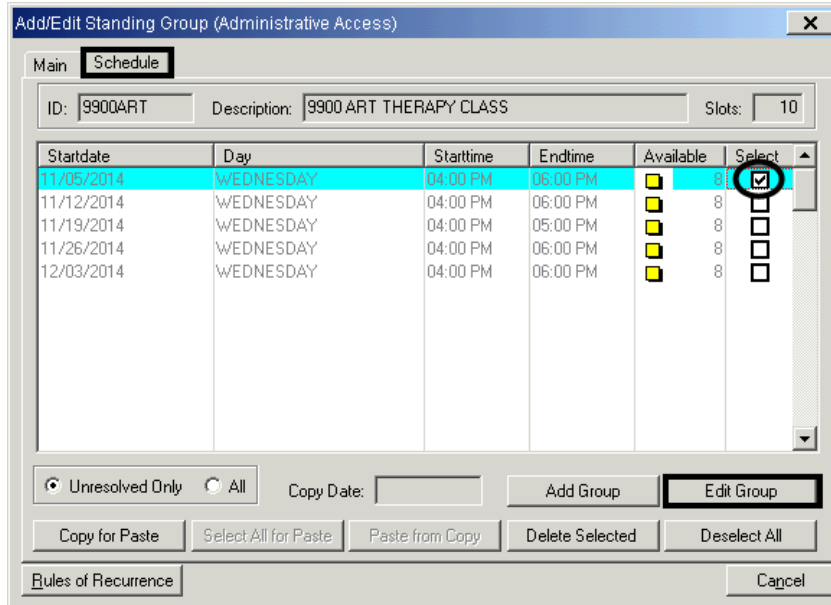 Add/Edit Standing Group (Administrative Access)
Main Schedule
ID: 9900ART Description: 9900 ART THERAPY CLASS Slots: 10
Startdate Day Starttime Endtime Available Select
11/05/2014 WEDNESDAY 04:00 PM 06:00 PM 8
11/12/2014 WEDNESDAY 04:00 PM 06:00 PM 8
11/19/2014 WEDNESDAY 04:00 PM 05:00 PM 8
11/26/2014 WEDNESDAY 04:00 PM 06:00 PM 8
12/03/2014 WEDNESDAY 04:00 PM 06:00 PM 8
Unresolved Only All Copy Date: Add Group Edit Group
Copy for Paste Select All for Paste Paste from Copy Delete Selected Deselect All
Rules of Recurrence Cancel